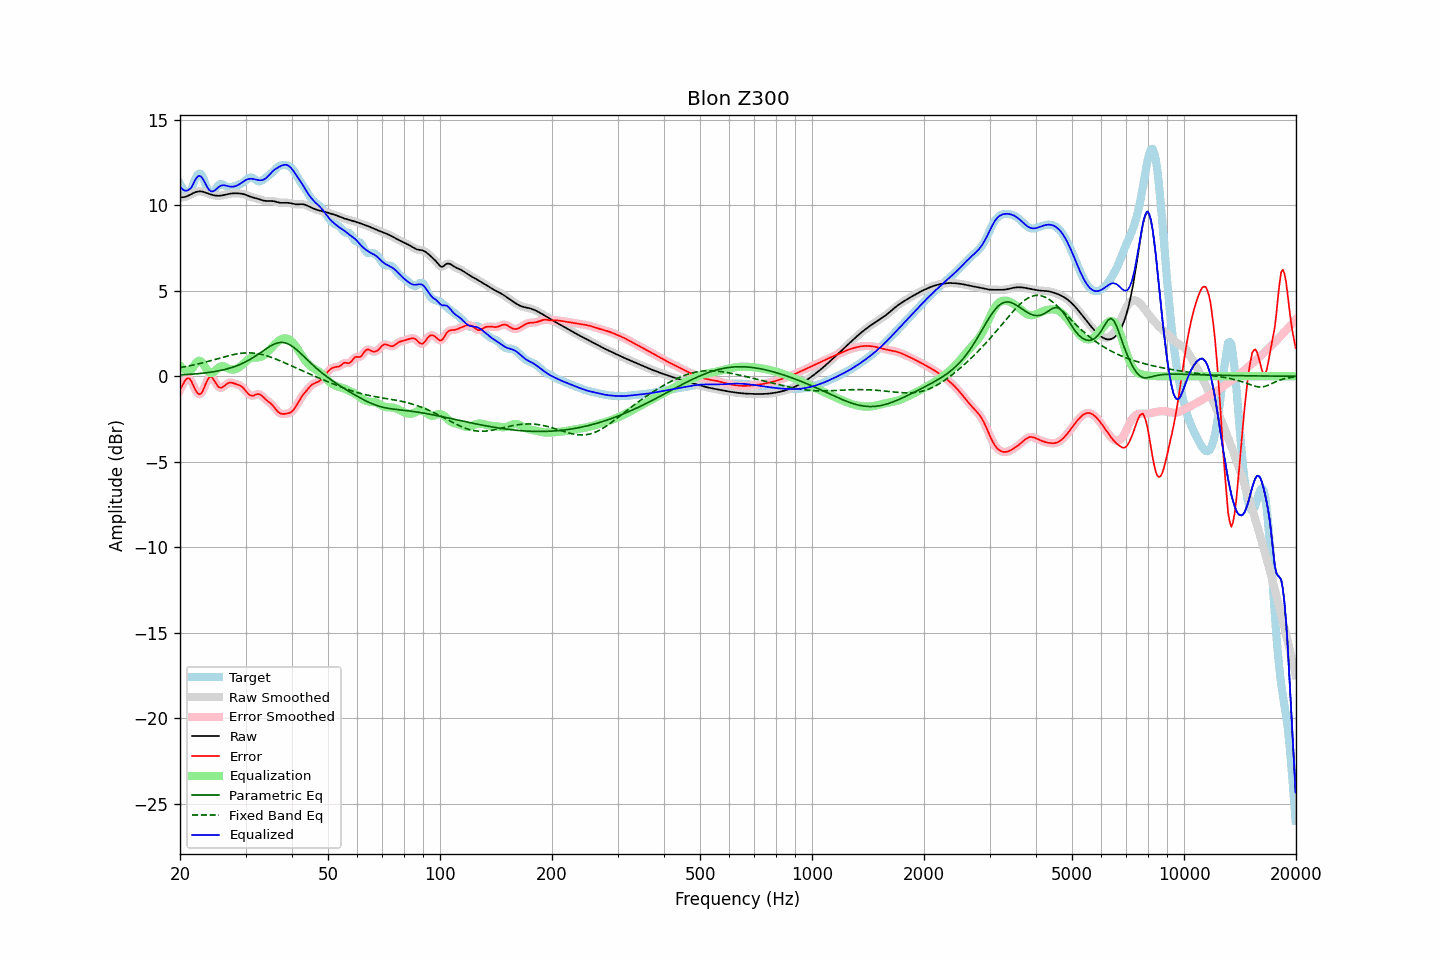 Blon Z300
15
10
5
0
−5
−10
−15
−20
−25
Amplitude (dBr)
Target
Raw Smoothed
Error Smoothed
Raw
Error
Equalization
Parametric Eq
Fixed Band Eq
Equalized
20 50 100 200 500 1000 2000 5000 10000 20000
Frequency (Hz)